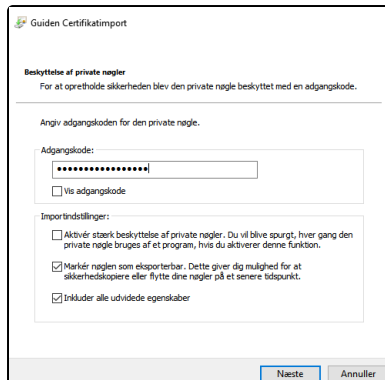 Guiden Certifikatimport
Beskyttelse af private nøgler
For at opretholde sikkerheden blev den private nøgle beskyttet med en adgangskode.
Angiv adgangskoden for den private nøgle.
Adgangskode:
•••••••••••••••••
Vis adgangskode
Importindstillinger:
Aktivér stærk beskyttelse af private nøgler. Du vil blive spurgt, hver gang den
private nøgle bruges af et program, hvis du aktiverer denne funktion.
Markér nøglen som eksporterbar. Dette giver dig mulighed for at
sikkerhedskopiere eller flytte dine nøgler på et senere tidspunkt.
Inkluder alle udvidede egenskaber
Næste
Annuller